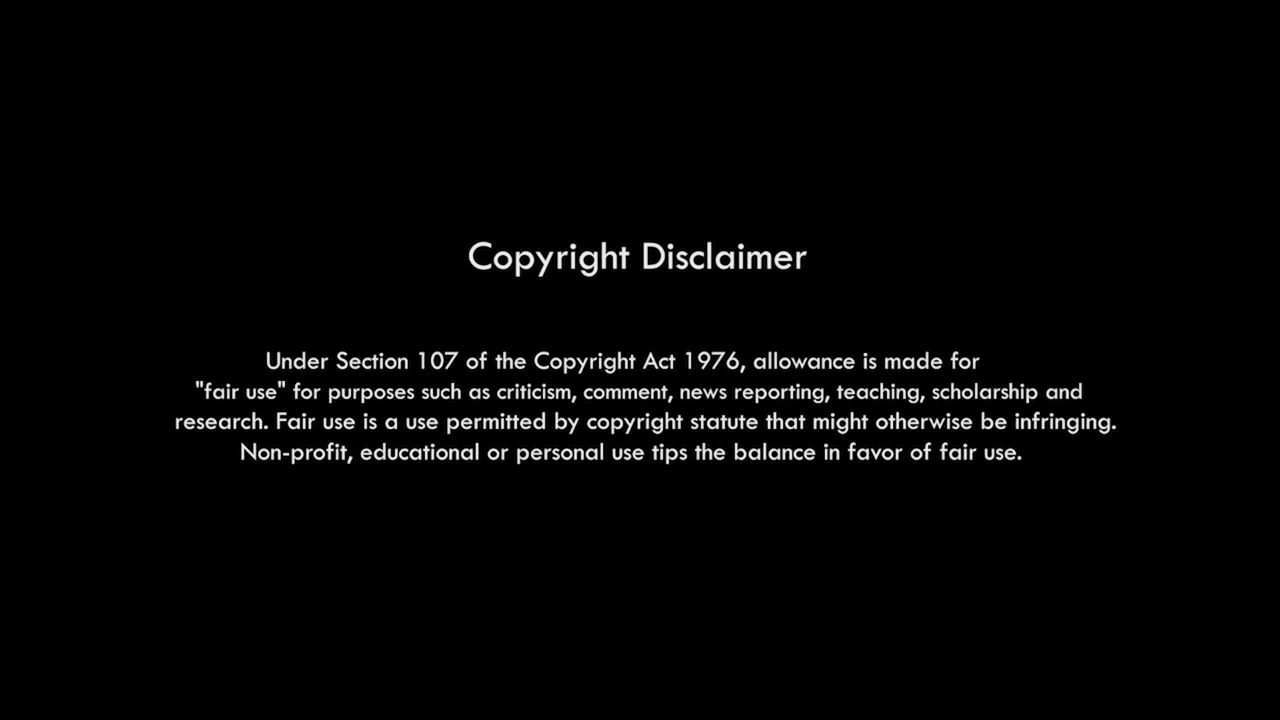 Copyright Disclaimer
Under Section 107 of the Copyright Act 1976, allowance is made for
"fair use" for purposes such as criticism, comment, news reporting, teaching, scholarship and
research. Fair use is a use permitted by copyright statute that might otherwise be infringing.
Non-profit, educational or personal use tips the balance in favor of fair use.